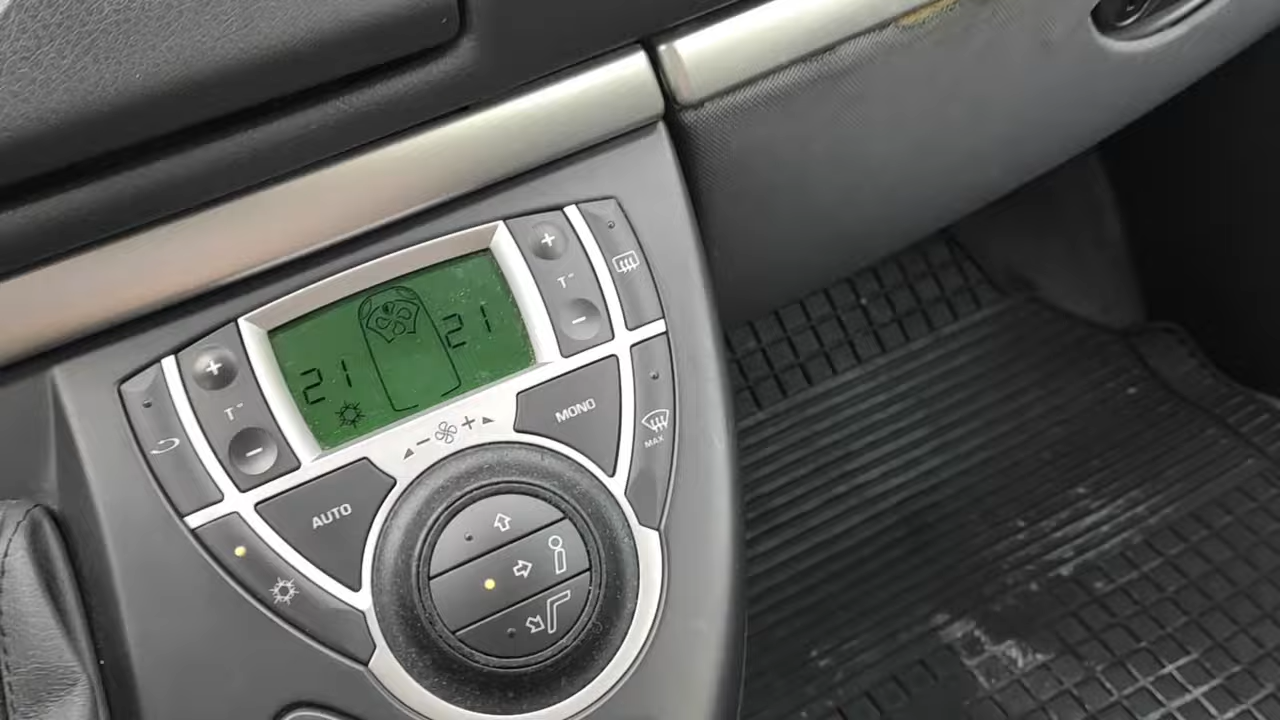 21
21
+
T°
−
+
T°
−
− +
MONO
MAX
AUTO